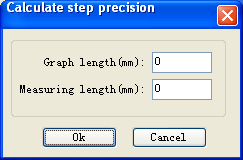 Calculate step precision
Graph length(mm): 0
Measuring length(mm): 0
Ok Cancel